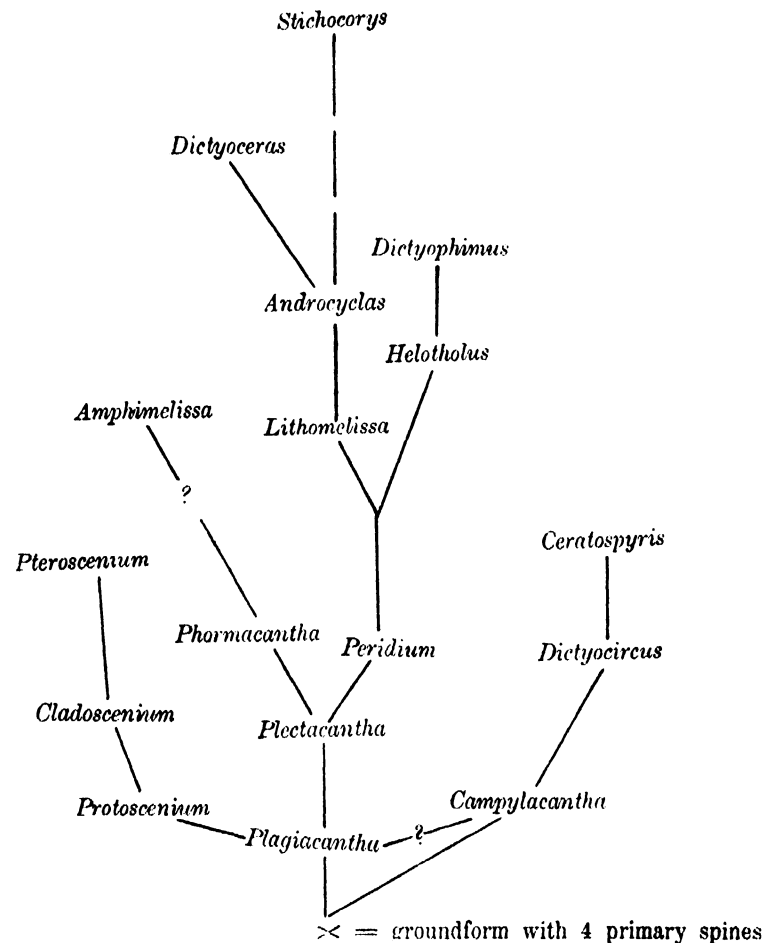 Stichocorys
Dictyoceras
Dictyophimus
Androcyclas
Helotholus
Amphimelissa
Lithomelissa
?
Pteroscenium
Ceratospyris
Phormacantha
Peridium
Dictyocircus
Cladoscenium
Plectacantha
Protoscenium
Campylacantha
Plagiacantha
?
>< = groundform with 4 primary spines